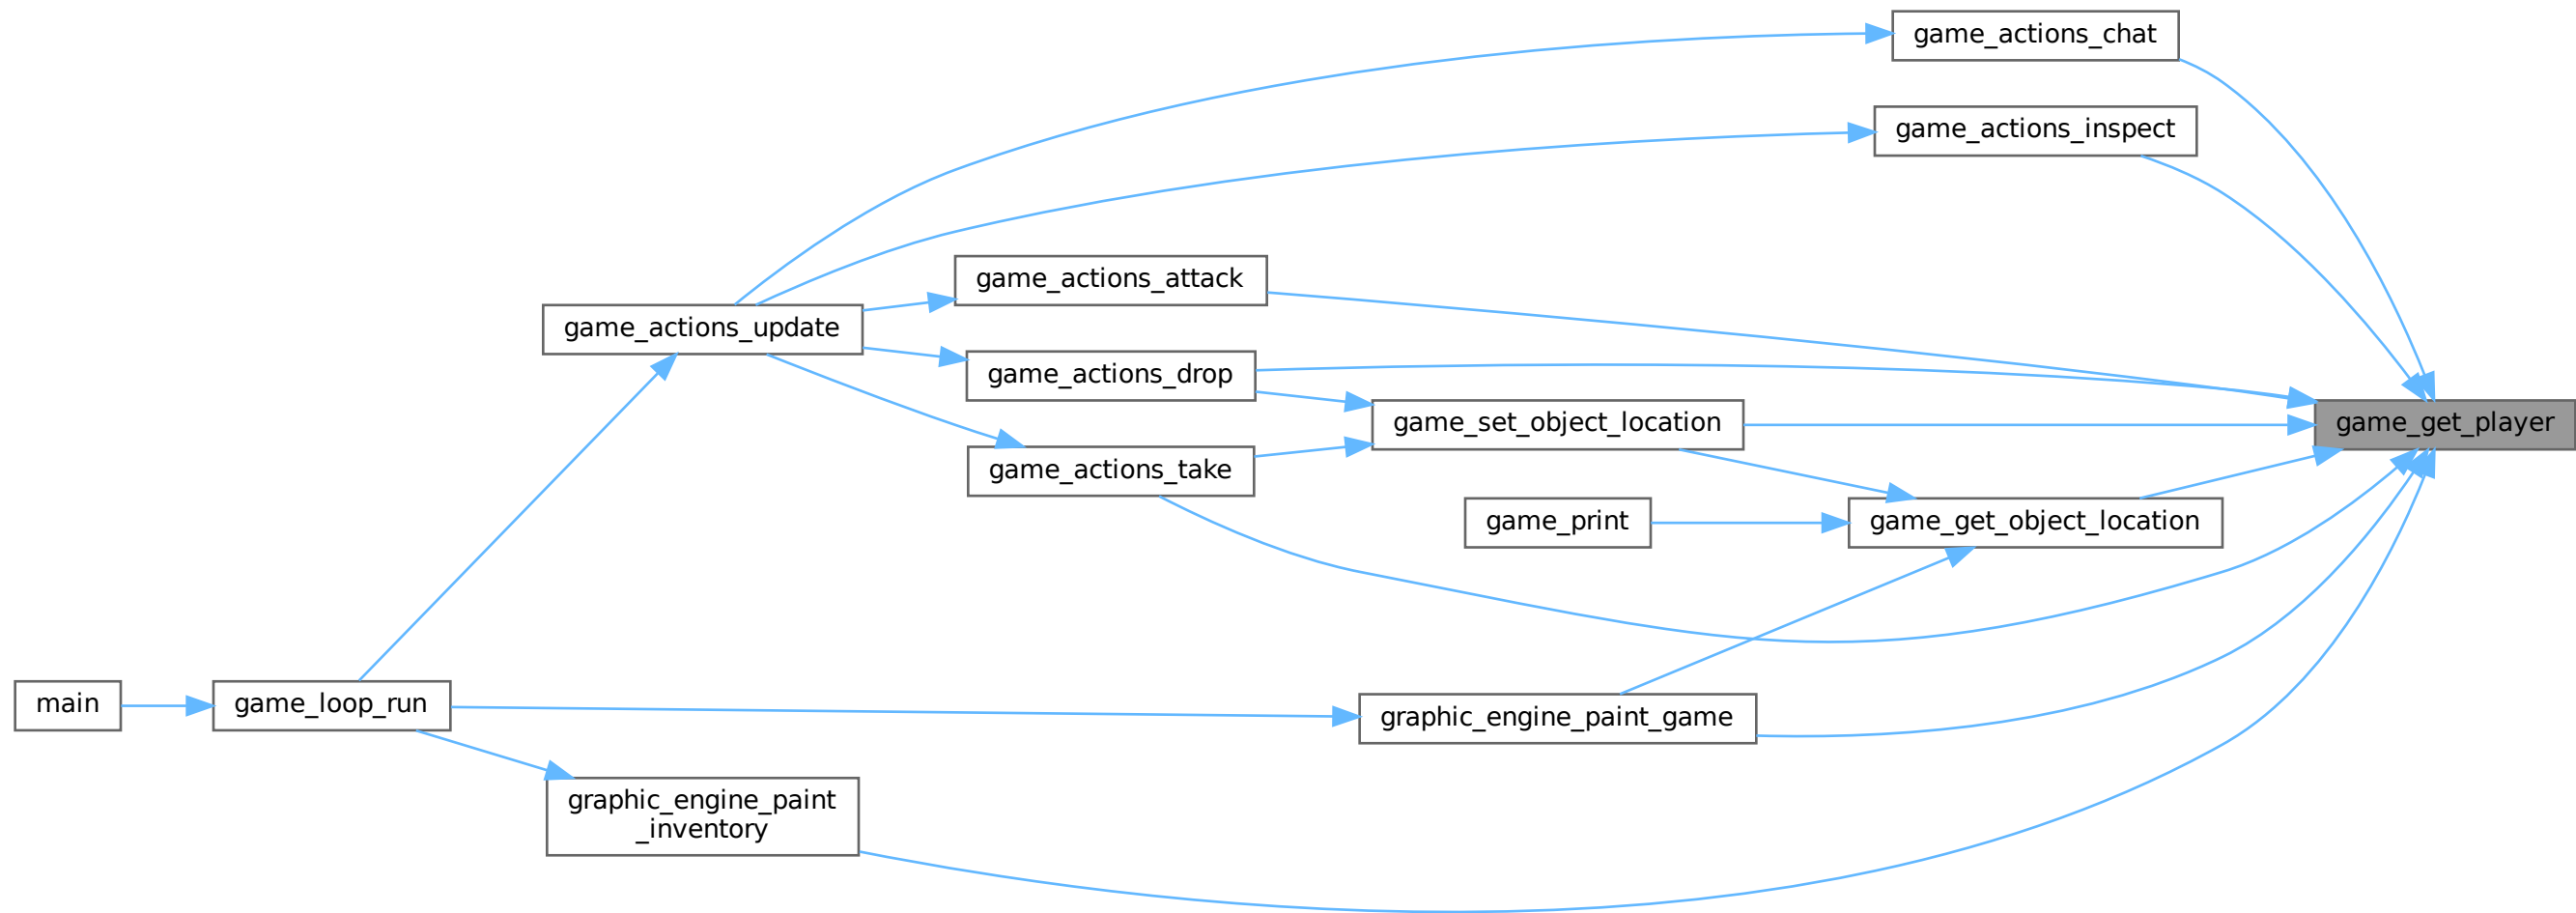 game_actions_chat
game_actions_inspect
game_actions_attack
game_actions_update
game_actions_drop
game_set_object_location
game_get_player
game_actions_take
game_print
game_get_object_location
main
game_loop_run
graphic_engine_paint_game
graphic_engine_paint
_inventory